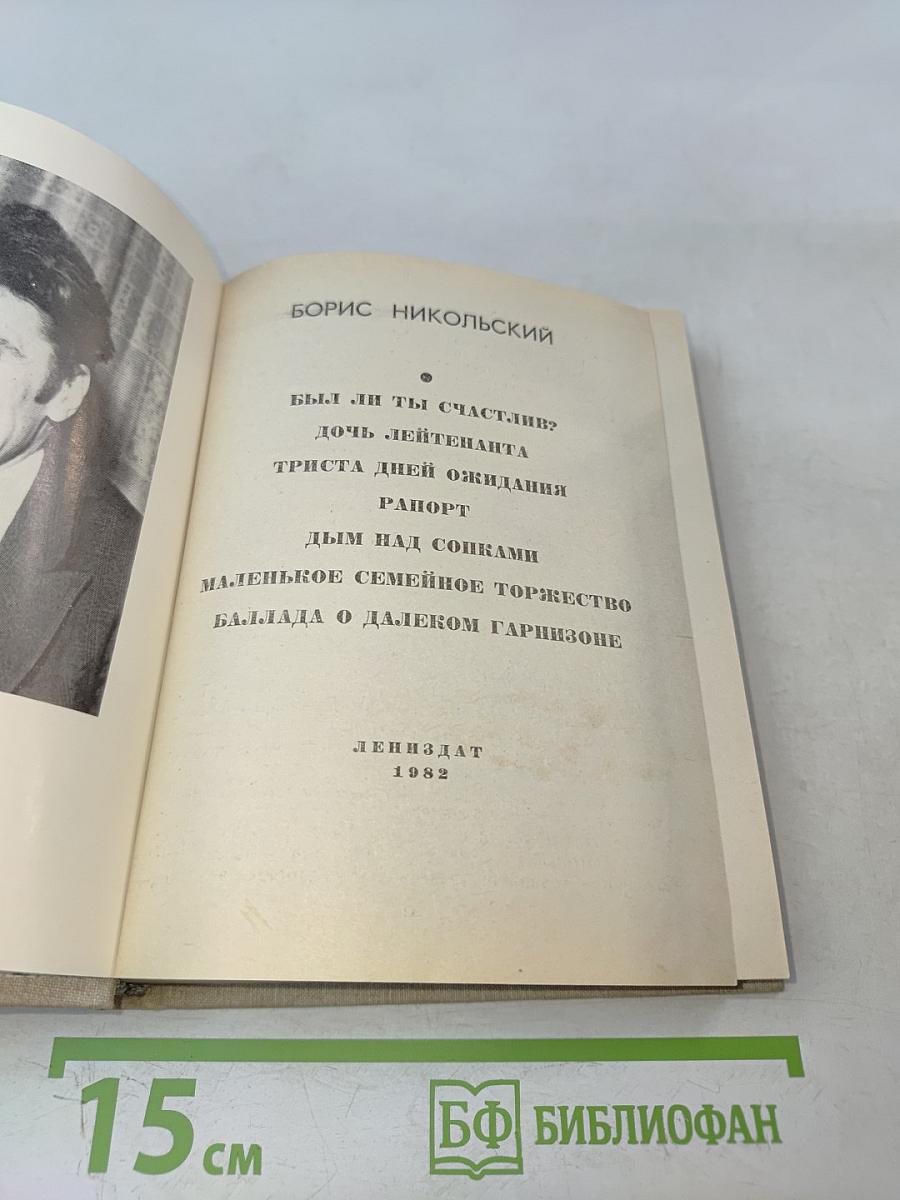 БОРИС НИКОЛЬСКИЙ
БЫЛ ЛИ ТЫ СЧАСТЛИВ?
ДОЧЬ ЛЕЙТЕНАНТА
ТРИСТА ДНЕЙ ОЖИДАНИЯ
РАПОРТ
ДЫМ НАД СОПКАМИ
МАЛЕНЬКОЕ СЕМЕЙНОЕ ТОРЖЕСТВО
БАЛЛАДА О ДАЛЕКОМ ГАРНИЗОНЕ
ЛЕНИЗДАТ
1982
15 см
БФ БИБЛИОФАН